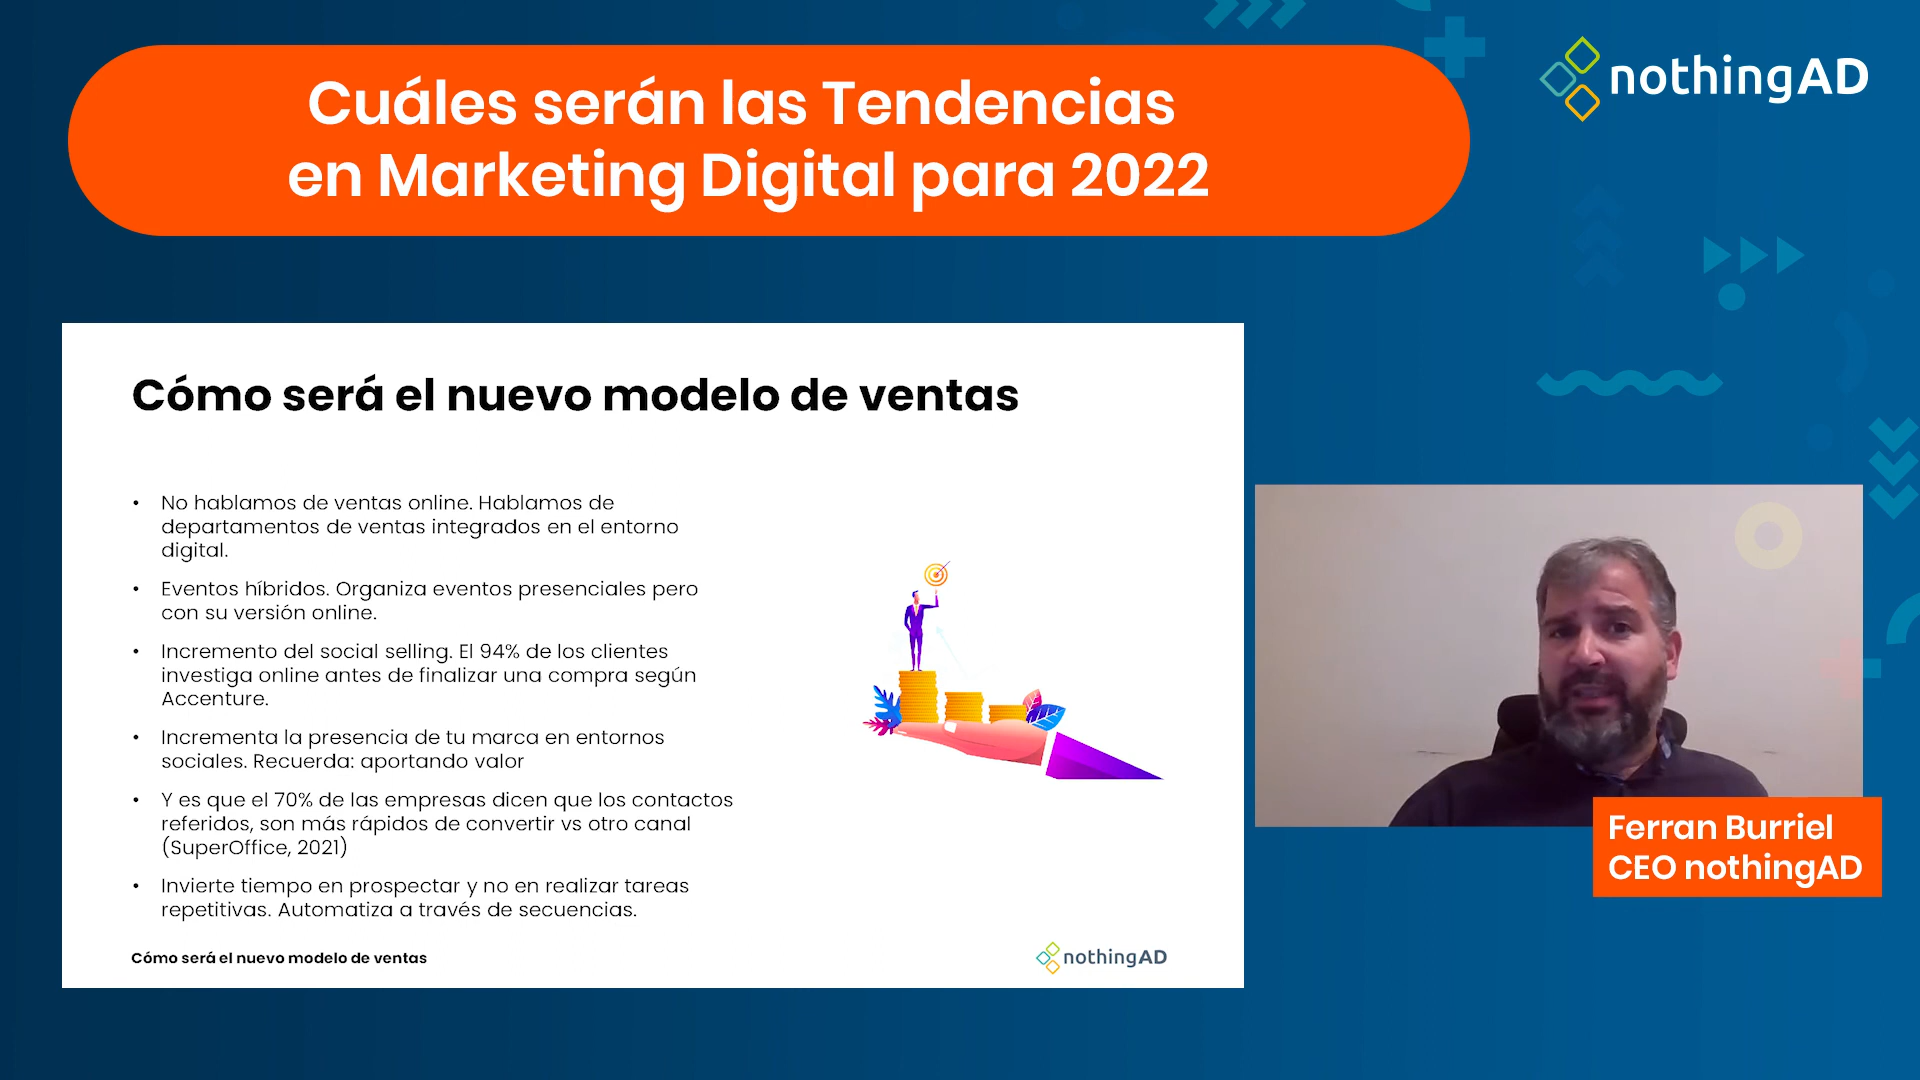 Cuáles serán las Tendencias
en Marketing Digital para 2022
nothingAD
Cómo será el nuevo modelo de ventas
• No hablamos de ventas online. Hablamos de
departamentos de ventas integrados en el entorno
digital.
• Eventos híbridos. Organiza eventos presenciales pero
con su versión online.
• Incremento del social selling. El 94% de los clientes
investiga online antes de finalizar una compra según
Accenture.
• Incrementa la presencia de tu marca en entornos
sociales. Recuerda: aportando valor
• Y es que el 70% de las empresas dicen que los contactos
referidos, son más rápidos de convertir vs otro canal
(SuperOffice, 2021)
• Invierte tiempo en prospectar y no en realizar tareas
repetitivas. Automatiza a través de secuencias.
Cómo será el nuevo modelo de ventas
nothingAD
Ferran Burriel
CEO nothingAD